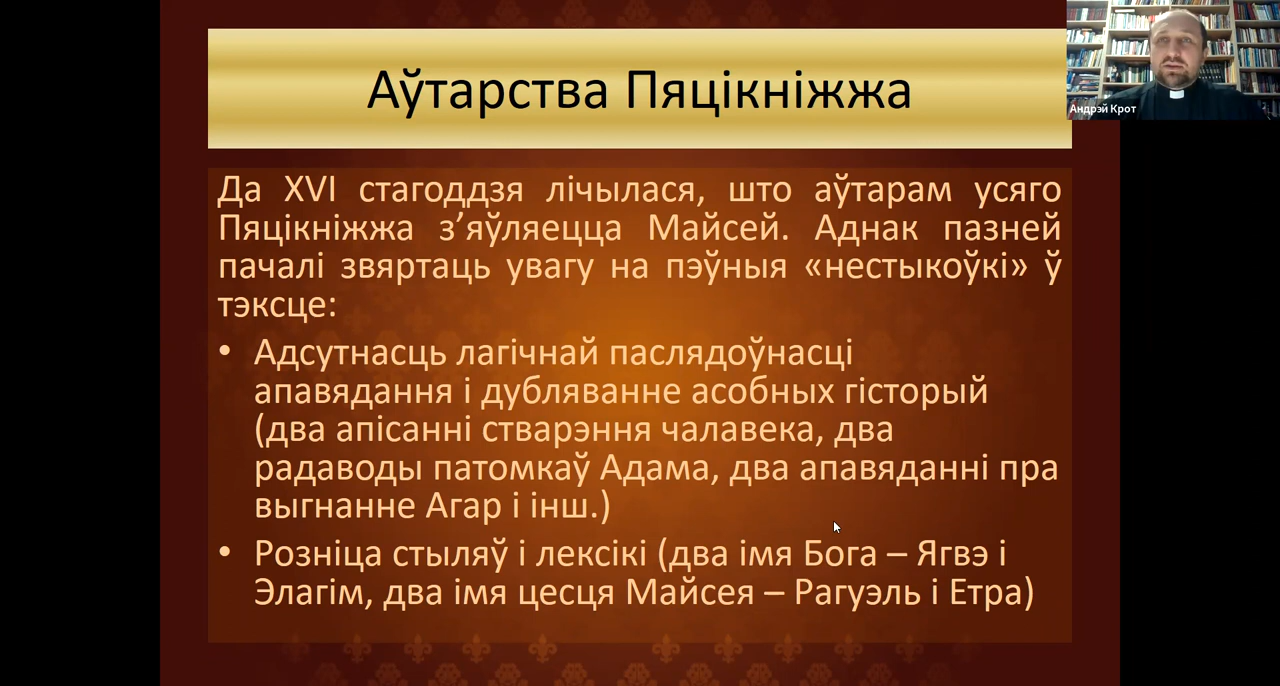 Аўтарства Пяцікніжжа
Андрэй Крот
Да XVI стагоддзя лічылася, што аўтарам усяго
Пяцікніжжа з’яўляецца Майсей. Аднак пазней
пачалі звяртаць увагу на пэўныя «нестыкоўкі» ў
тэксце:
• Адсутнасць лагічнай паслядоўнасці
апавядання і дубляванне асобных гісторый
(два апісанні стварэння чалавека, два
радаводы патомкаў Адама, два апавяданні пра
выгнанне Агар і інш.)
• Розніца стыляў і лексікі (два імя Бога – Ягвэ і
Элагім, два імя цесця Майсея – Рагуэль і Етра)